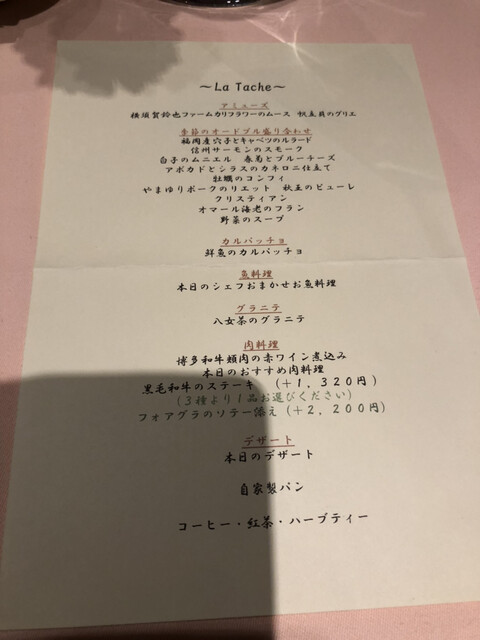 ～La Tache～
アミューズ
横須賀鈴也ファームカリフラワーのムース　帆立貝のグリエ
季節のオードブル盛り合わせ
福岡産穴子とキャベツのルラード
信州サーモンのスモーク
白子のムニエル　春菊とブルーチーズ
アボカドとシラスのカネロニ仕立て
牡蠣のコンフィ
やまゆりポークのリエット　秋茄のピューレ
クリスティアン
オマール海老のフラン
野菜のスープ
カルパッチョ
鮮魚のカルパッチョ
魚料理
本日のシェフおまかせお魚料理
グラニテ
八女茶のグラニテ
肉料理
博多和牛頬肉の赤ワイン煮込み
本日のおすすめ肉料理
黒毛和牛のステーキ　（＋１，３２０円）
（３種より１品お選びください）
フォアグラのソテー添え（＋２，２００円）
デザート
本日のデザート
自家製パン
コーヒー・紅茶・ハーブティー